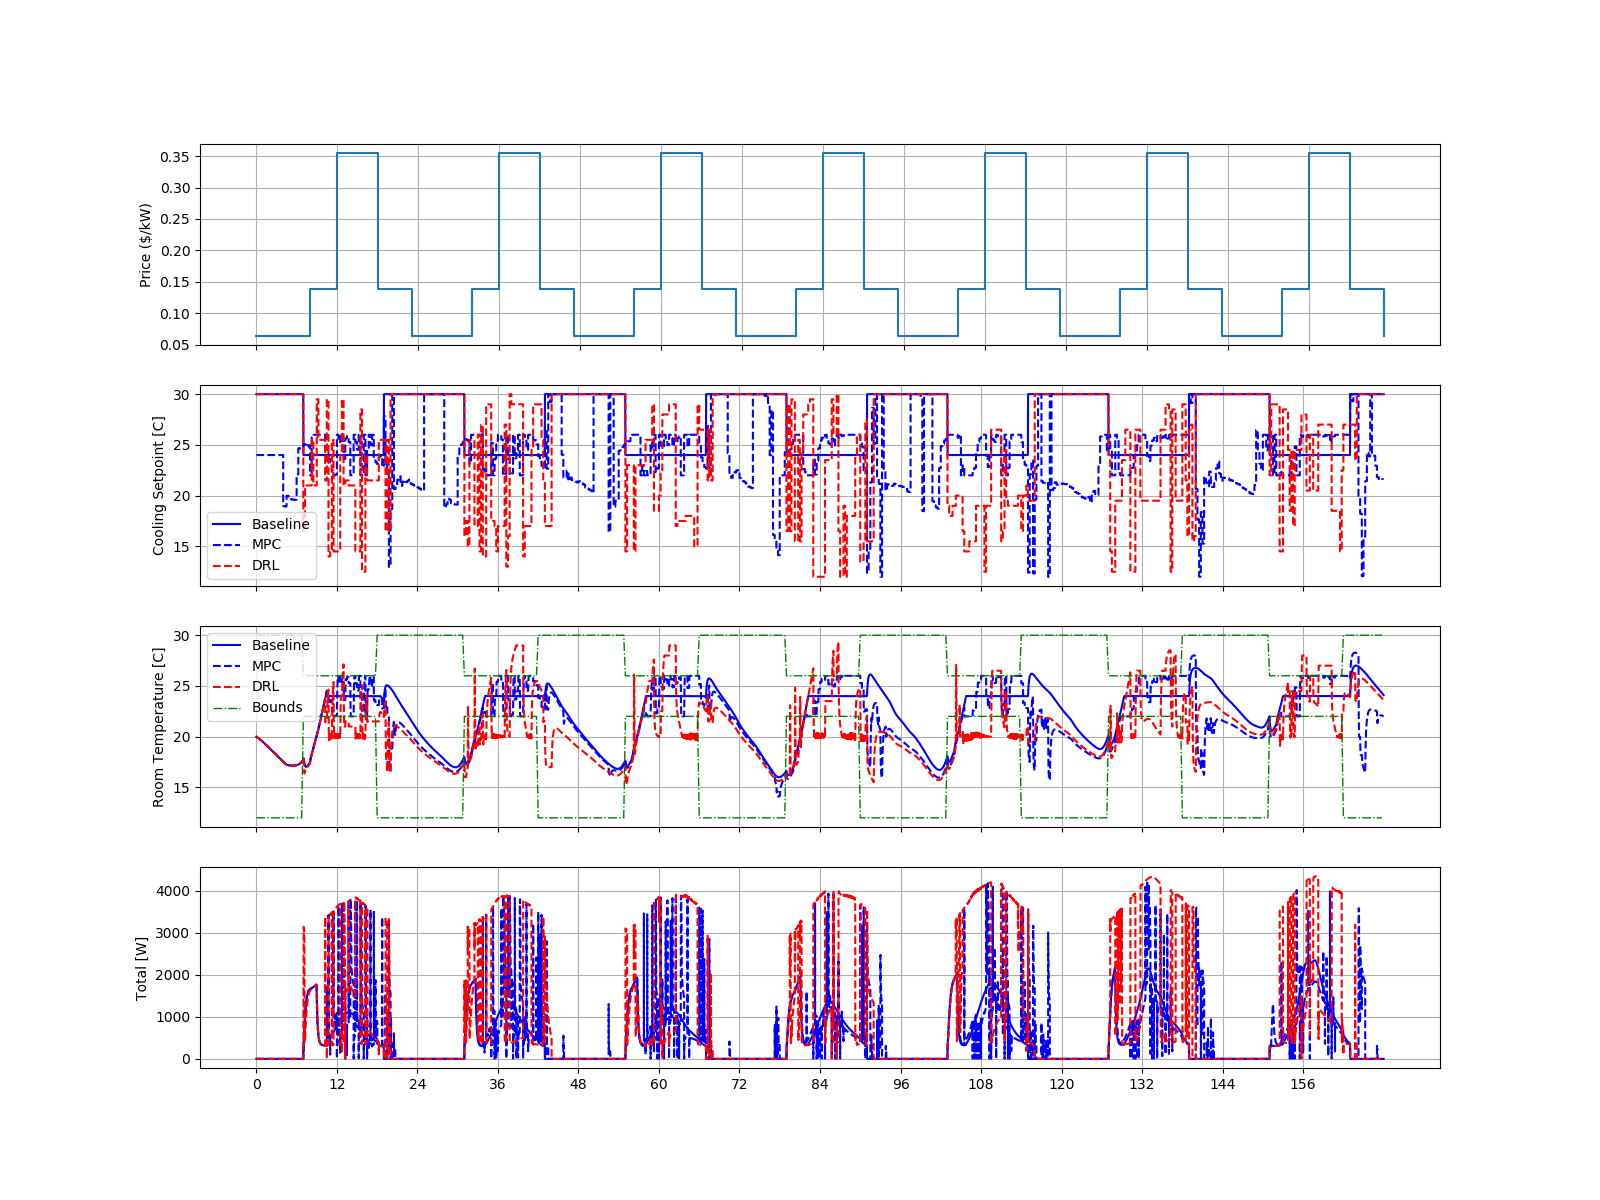 Price ($/kW)
0.35
0.30
0.25
0.20
0.15
0.10
0.05
Cooling Setpoint [C]
30
25
20
15
Baseline
MPC
DRL
Room Temperature [C]
30
25
20
15
Baseline
MPC
DRL
Bounds
Total [W]
4000
3000
2000
1000
0
0 12 24 36 48 60 72 84 96 108 120 132 144 156